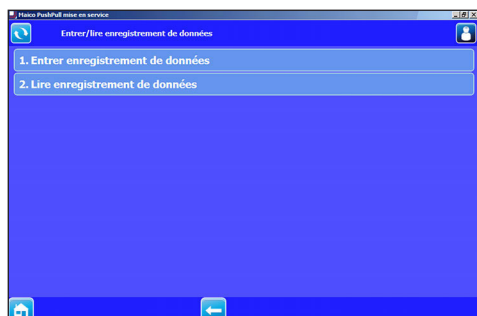 Maico PushPull mise en service
Entrer/lire enregistrement de données
1. Entrer enregistrement de données
2. Lire enregistrement de données